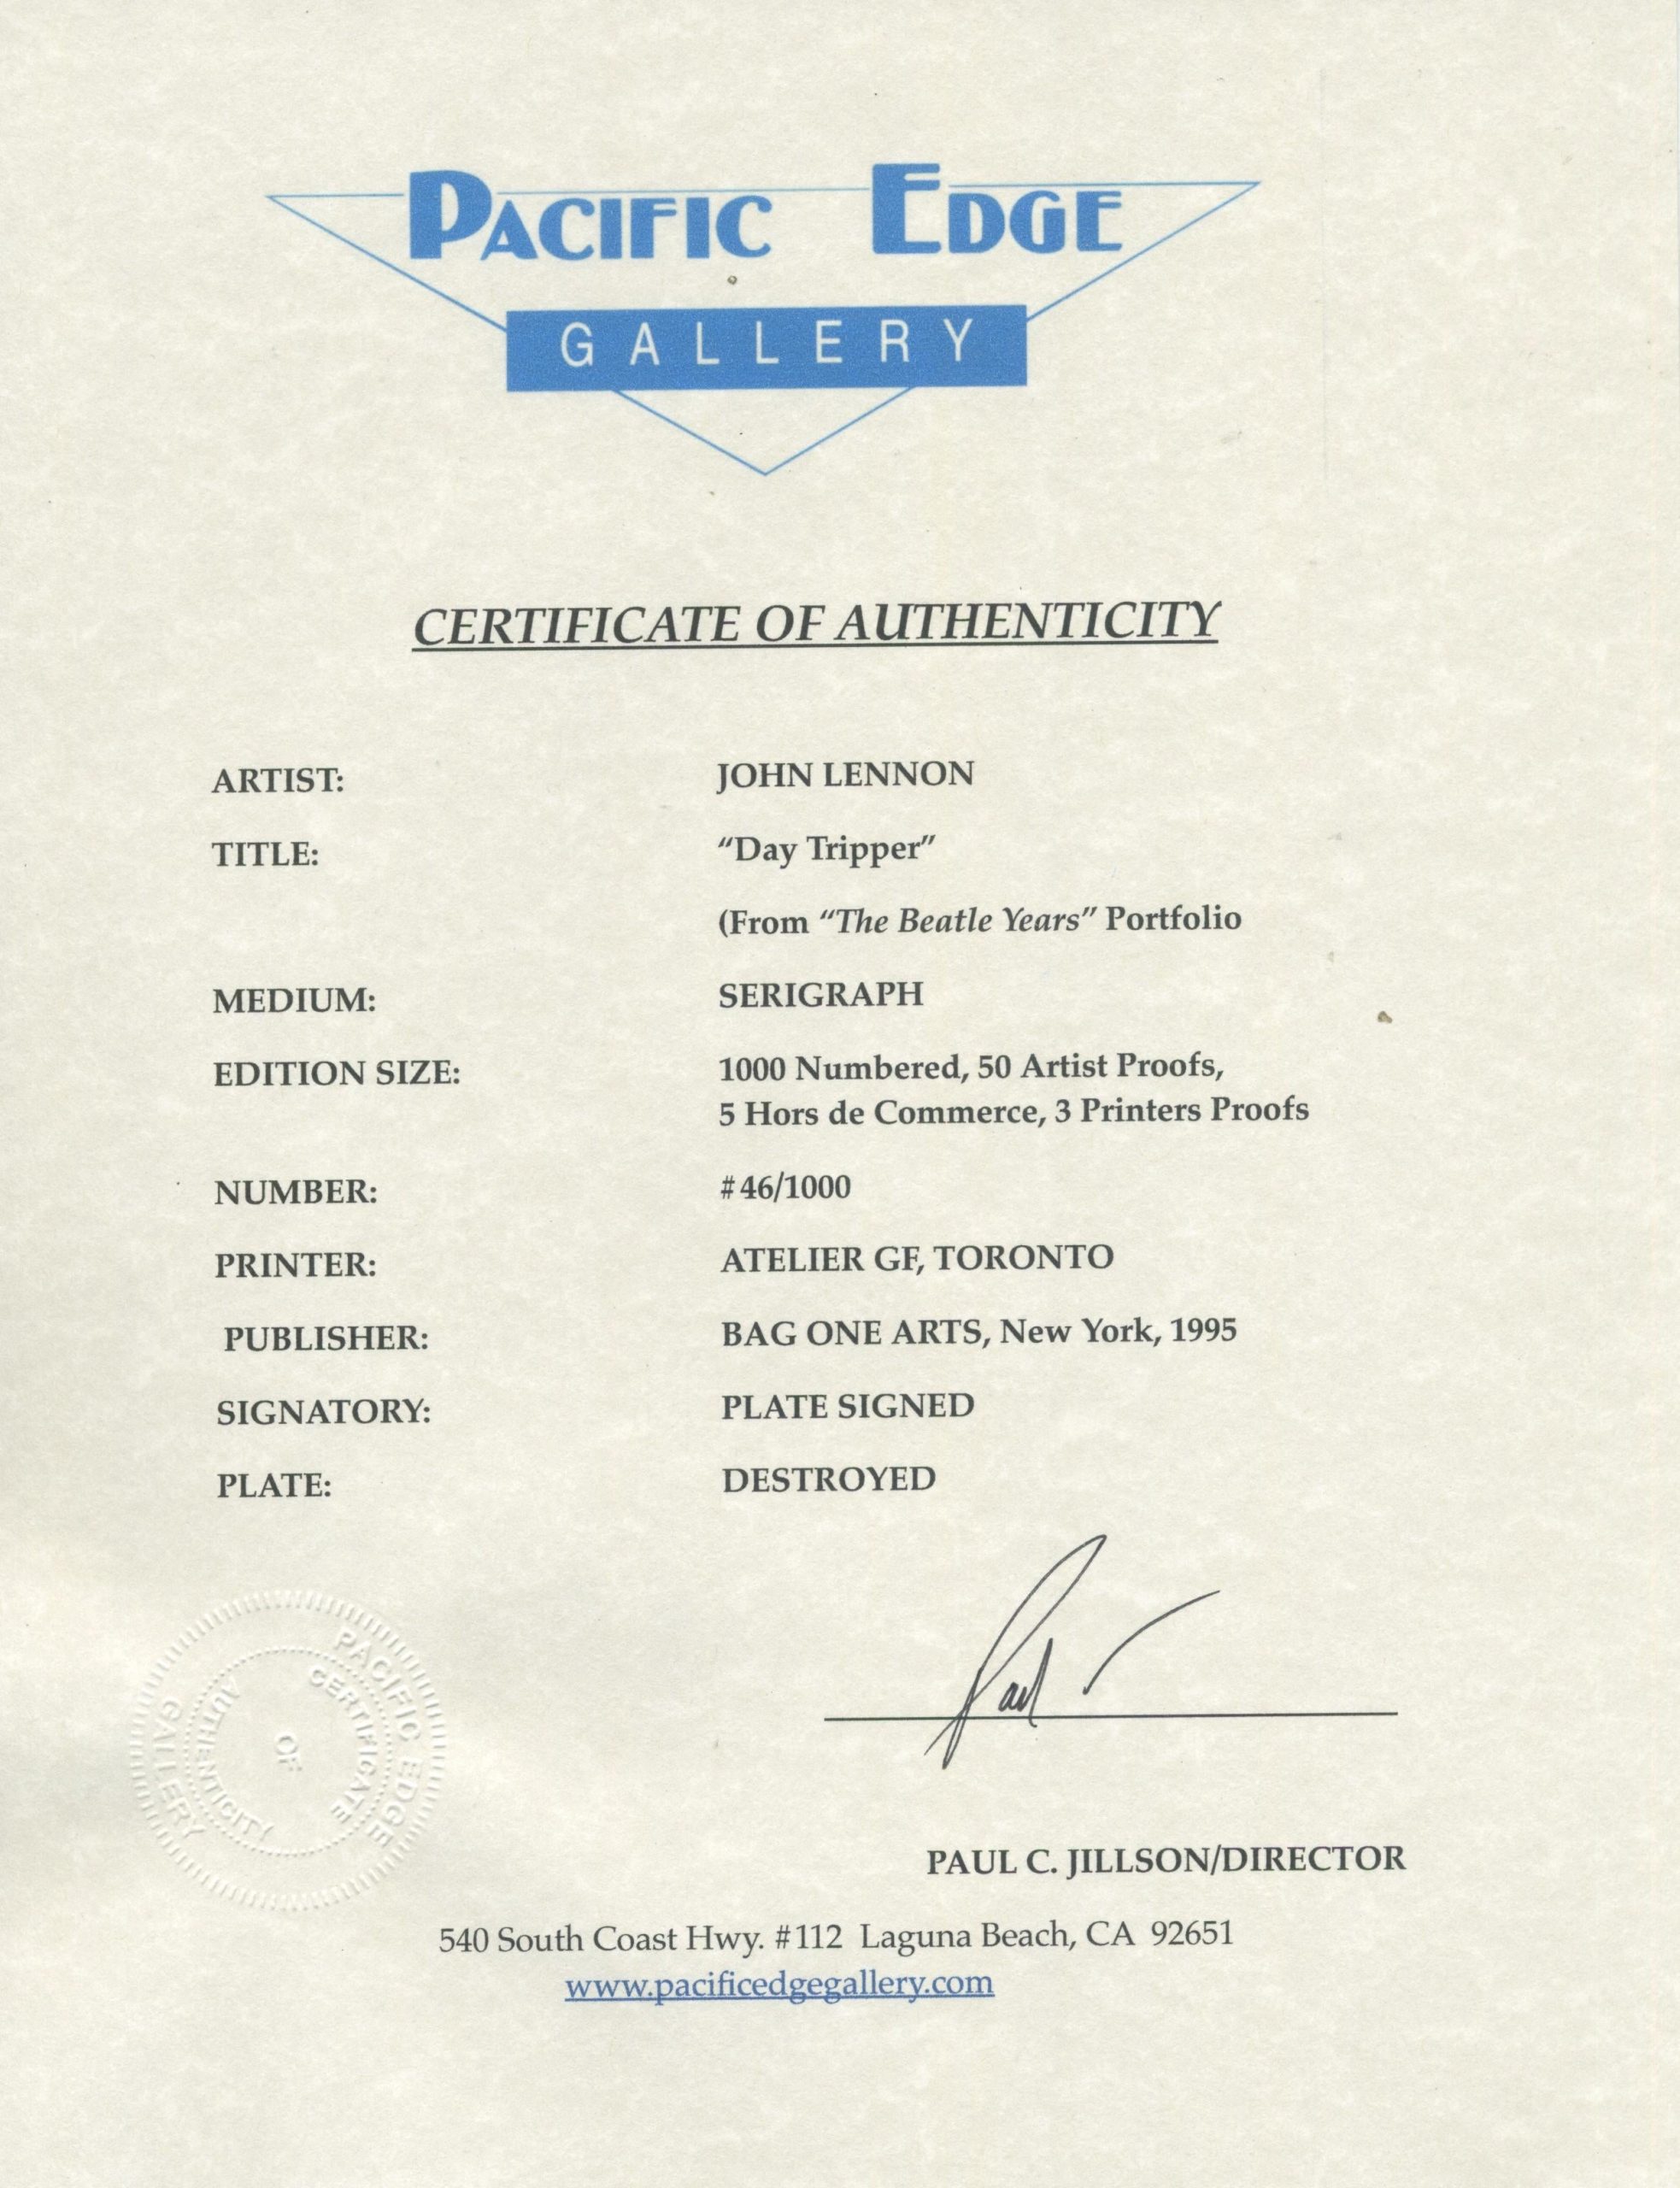 PACIFIC EDGE
GALLERY
CERTIFICATE OF AUTHENTICITY
ARTIST: JOHN LENNON
TITLE: “Day Tripper”
(From “The Beatle Years” Portfolio
MEDIUM: SERIGRAPH
EDITION SIZE: 1000 Numbered, 50 Artist Proofs,
5 Hors de Commerce, 3 Printers Proofs
NUMBER: #46/1000
PRINTER: ATELIER GF, TORONTO
PUBLISHER: BAG ONE ARTS, New York, 1995
SIGNATORY: PLATE SIGNED
PLATE: DESTROYED
Paul
PACIFIC EDGE
GALLERY
CERTIFICATE
OF
AUTHENTICITY
PAUL C. JILLSON/DIRECTOR
540 South Coast Hwy. #112 Laguna Beach, CA 92651
www.pacificedgegallery.com